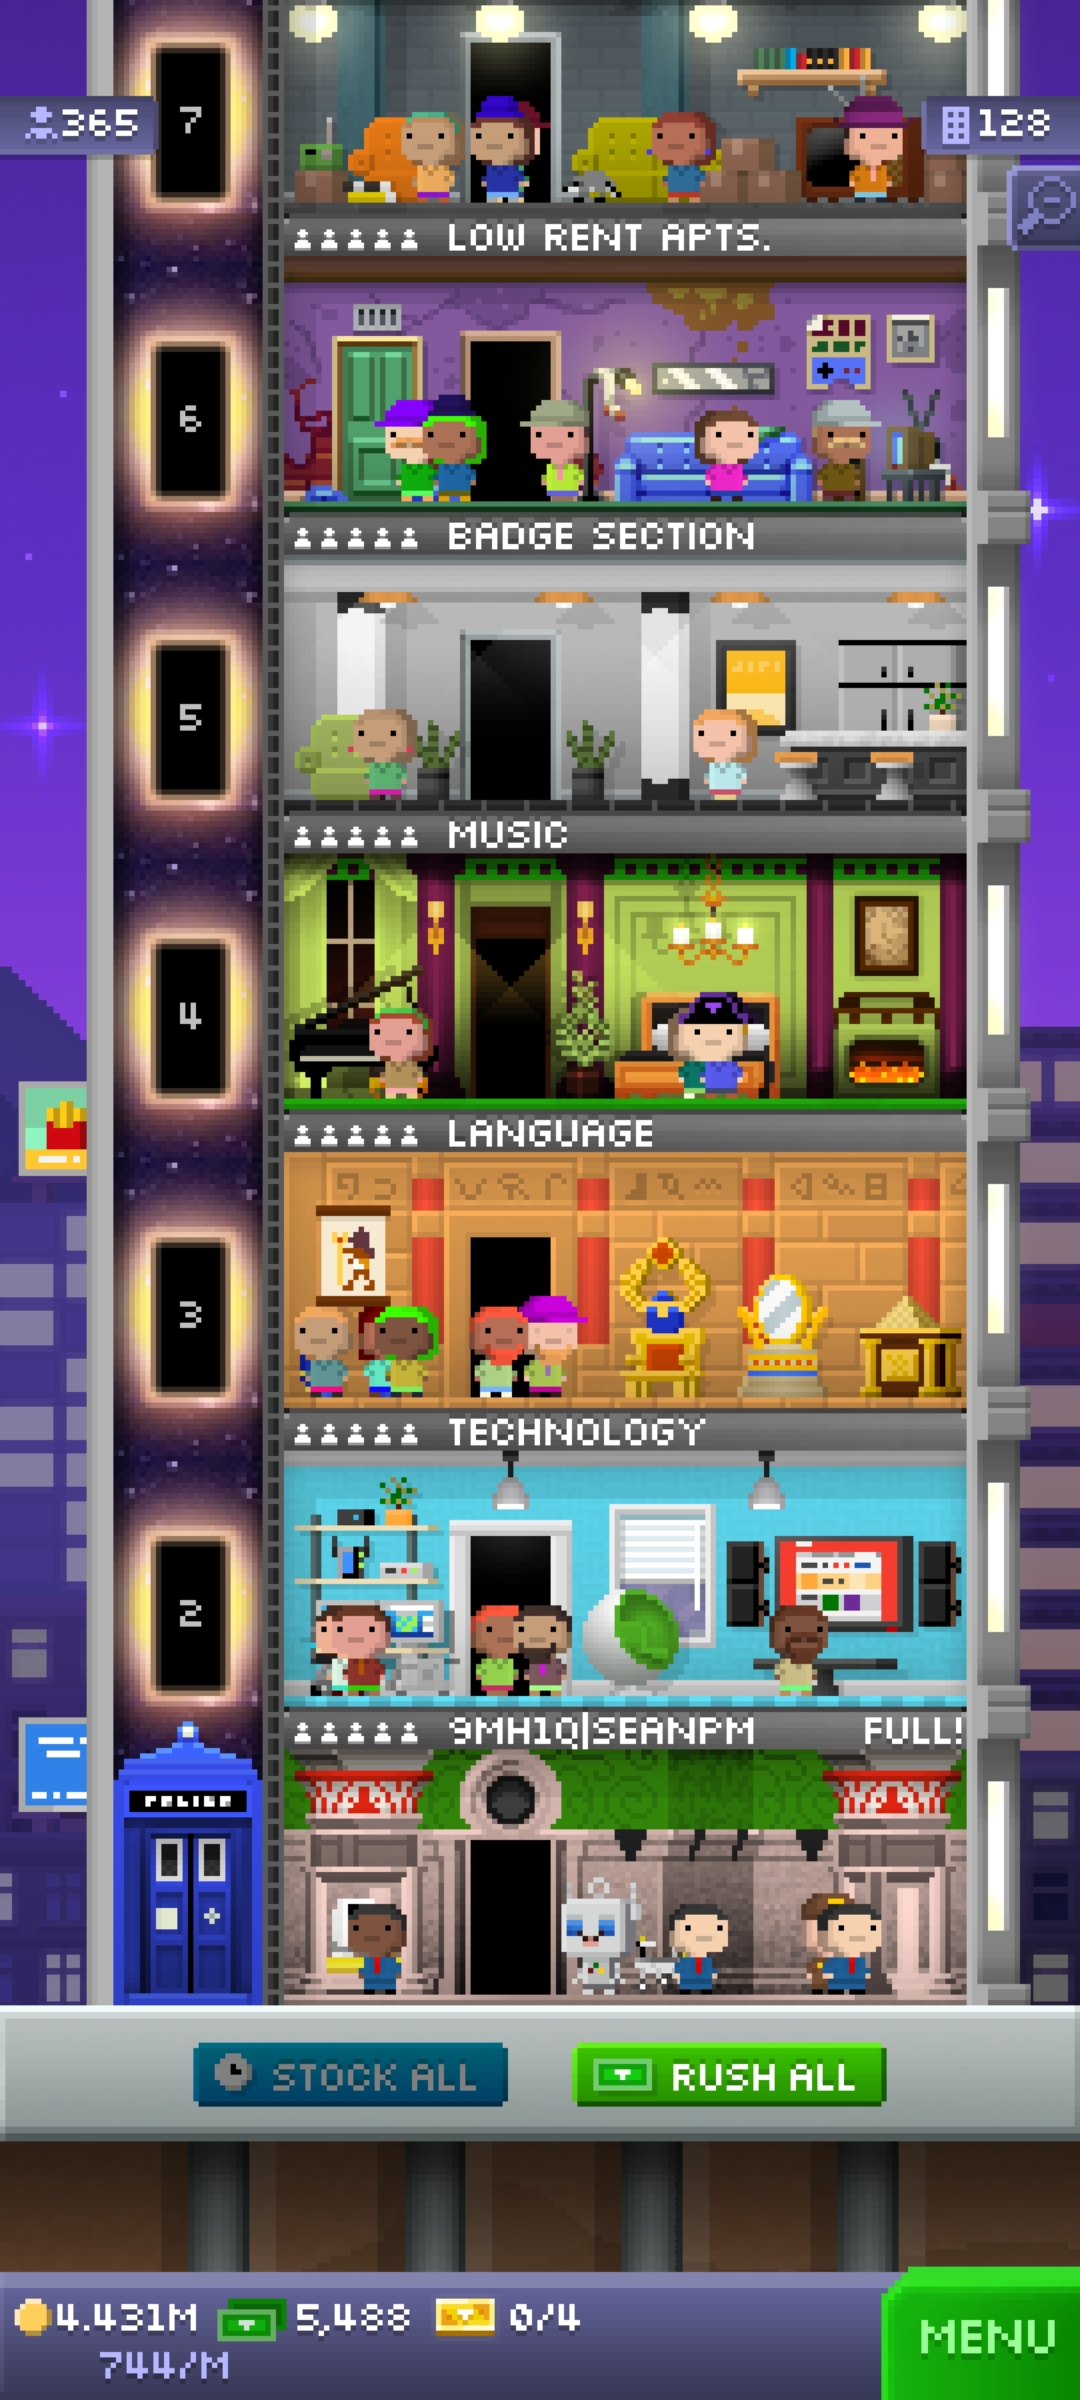 7
365
128
LOW RENT APTS.
6
BADGE SECTION
5
MUSIC
4
LANGUAGE
3
TECHNOLOGY
2
9MH1Q|SEANPM FULL!
POLICE
STOCK ALL
RUSH ALL
4.431M 5,488 0/4
744/M
MENU